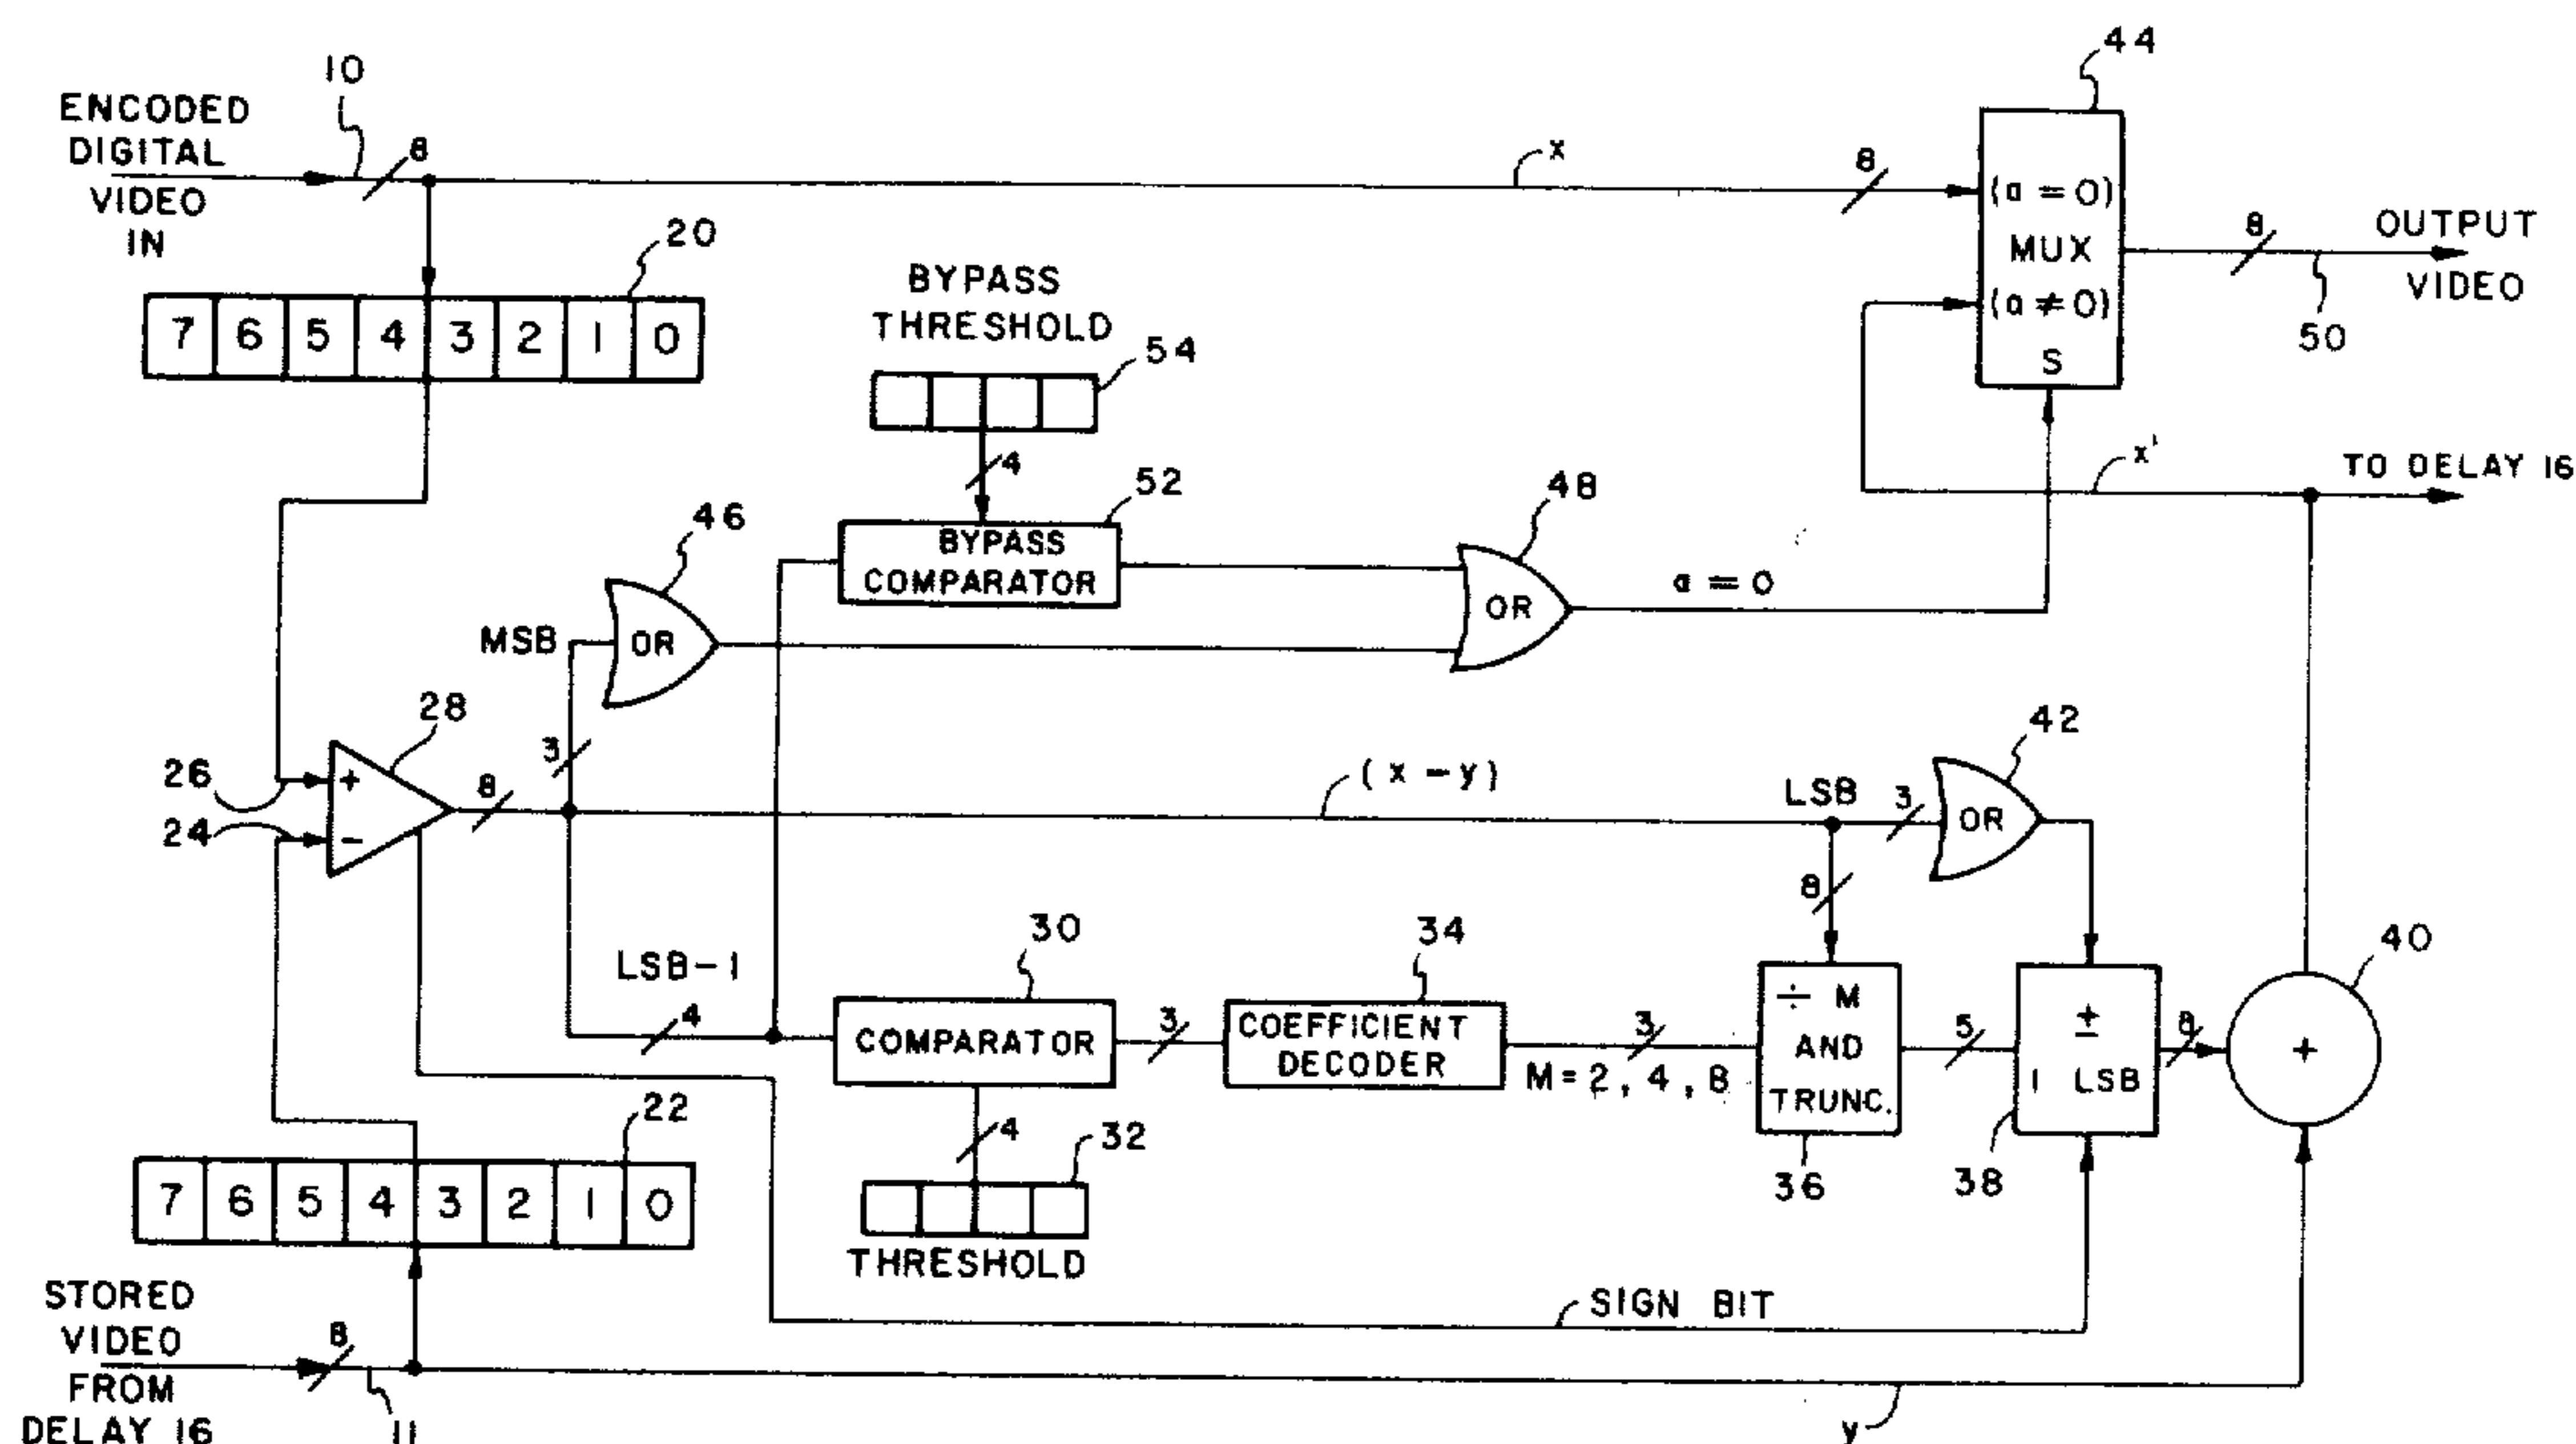 10
ENCODED
DIGITAL
VIDEO
IN
8
x
8
44
(a = 0)
MUX
(a ≠ 0)
S
8
OUTPUT
VIDEO
50
20
7 6 5 4 3 2 1 0
BYPASS
THRESHOLD
54
4
52
BYPASS
COMPARATOR
46
MSB
OR
48
OR
a = 0
x'
TO DELAY 16
3
28
26
24
+
−
8
(x − y)
LSB
3
42
OR
8
LSB-1
4
30
COMPARATOR
3
34
COEFFICIENT
DECODER
3
M=2, 4, 8
÷ M
AND
TRUNC.
36
5
±
1 LSB
38
8
40
+
4
32
THRESHOLD
22
7 6 5 4 3 2 1 0
SIGN BIT
STORED
VIDEO
FROM
DELAY 16
8
11
y